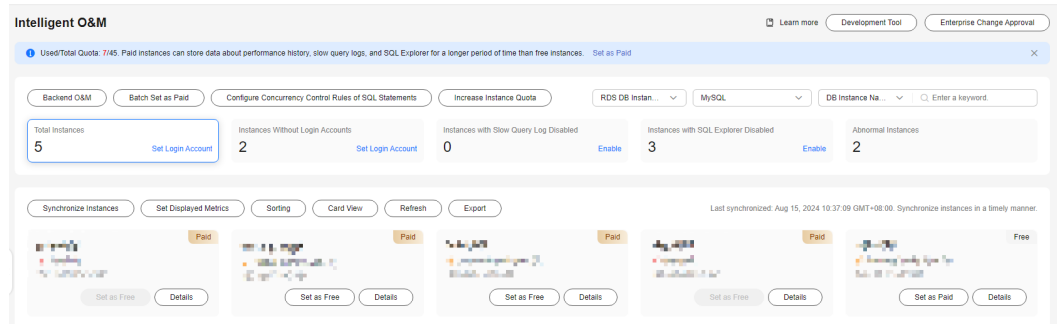 Intelligent O&M
Learn more
Development Tool
Enterprise Change Approval
Used/Total Quota: 7/45. Paid instances can store data about performance history, slow query logs, and SQL Explorer for a longer period of time than free instances. Set as Paid
Backend O&M
Batch Set as Paid
Configure Concurrency Control Rules of SQL Statements
Increase Instance Quota
RDS DB Instan...
MySQL
DB Instance Na...
Enter a keyword.
Total Instances
5
Set Login Account
Instances Without Login Accounts
2
Set Login Account
Instances with Slow Query Log Disabled
0
Enable
Instances with SQL Explorer Disabled
3
Enable
Abnormal Instances
2
Synchronize Instances
Set Displayed Metrics
Sorting
Card View
Refresh
Export
Last synchronized: Aug 15, 2024 10:37:09 GMT+08:00. Synchronize instances in a timely manner.
Paid
Set as Free
Details
Paid
Set as Free
Details
Paid
Set as Free
Details
Paid
Set as Free
Details
Free
Set as Paid
Details